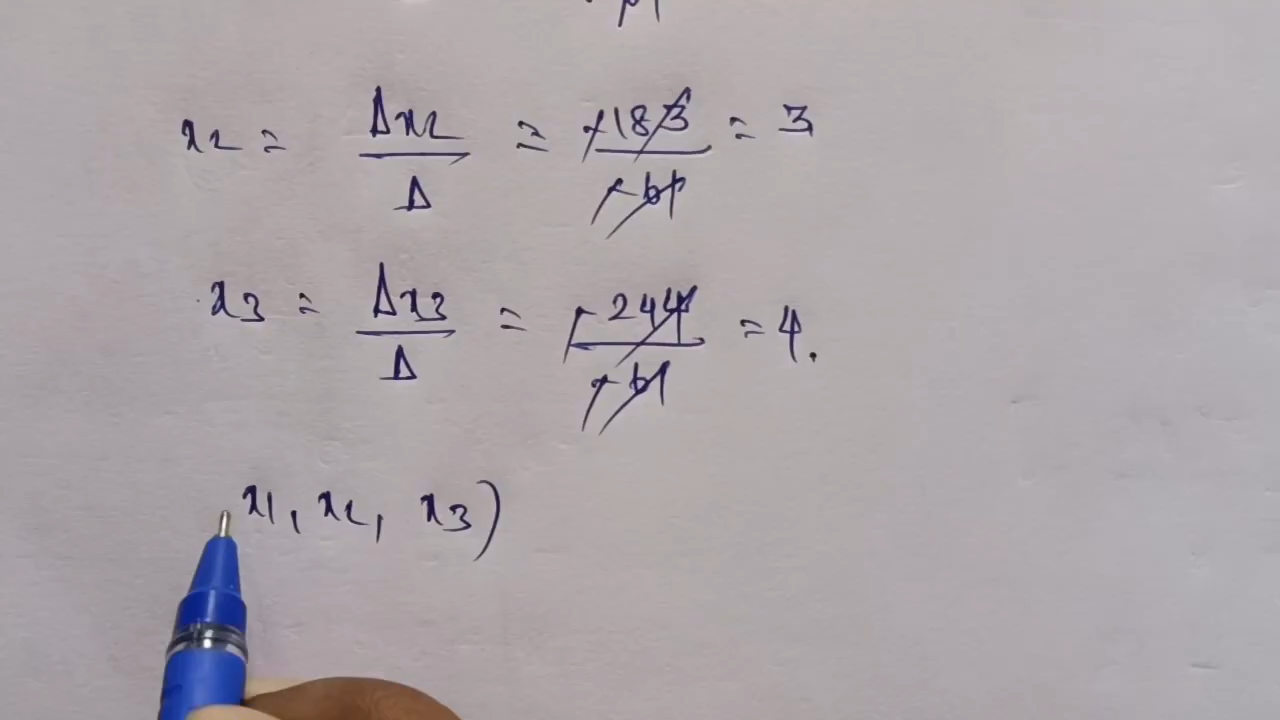 x2 = Δx2 / Δ = -183 / -61 = 3
x3 = Δx3 / Δ = -244 / -61 = 4.
x1, x2, x3)